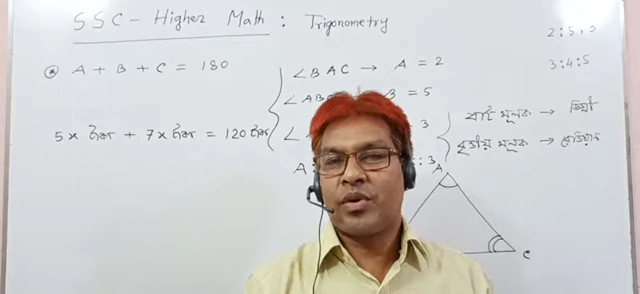 SSC - Higher Math : Trigonometry
A + B + C = 180
5 x টাকা + 7 x টাকা = 120 টাকা
∠BAC → A = 2
∠AB B = 5
∠ 3
A : 3
ষাট মূলক → ডিগ্রী
বৃত্তীয় মূলক → রেডিয়ান
2:5:3
3:4:5
A
C